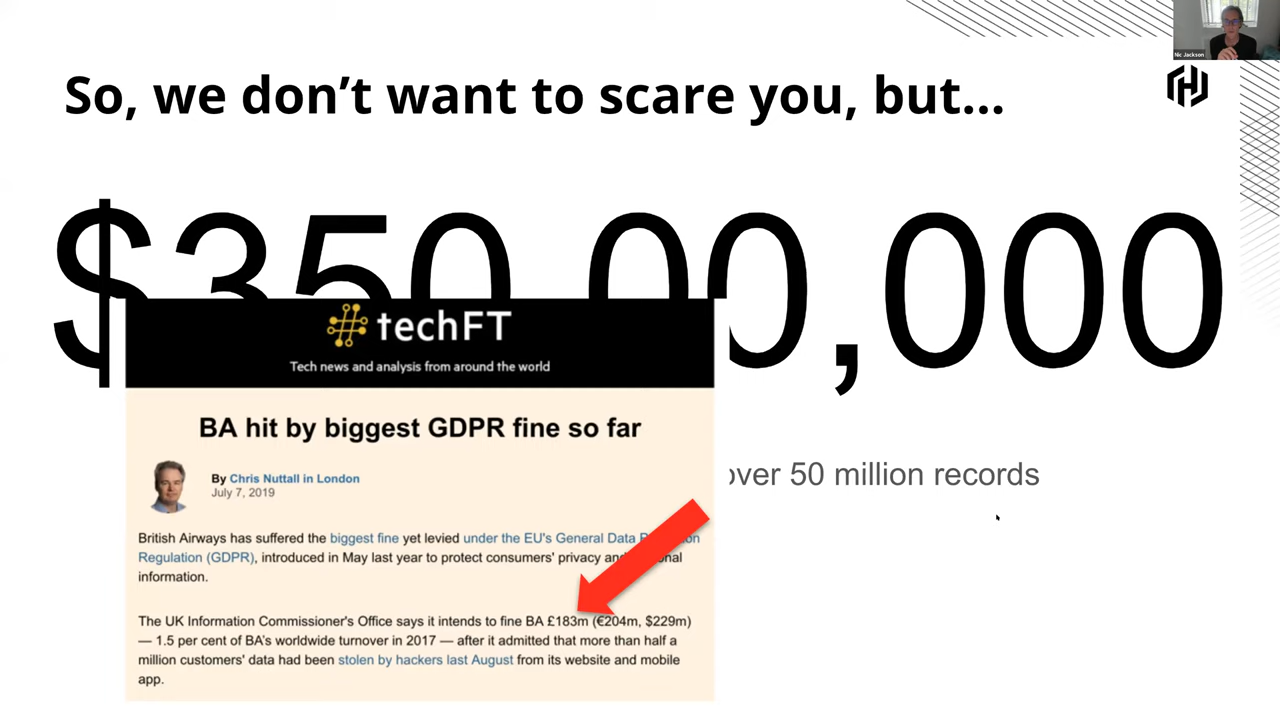 Nic Jackson
So, we don't want to scare you, but...
$350,00,000
techFT
Tech news and analysis from around the world
BA hit by biggest GDPR fine so far
By Chris Nuttall in London
July 7, 2019
over 50 million records
British Airways has suffered the biggest fine yet levied under the EU's General Data
Regulation (GDPR), introduced in May last year to protect consumers' privacy
information.
The UK Information Commissioner's Office says it intends to fine BA £183m (€204m, $229m)
— 1.5 per cent of BA's worldwide turnover in 2017 — after it admitted that more than half a
million customers' data had been stolen by hackers last August from its website and mobile
app.